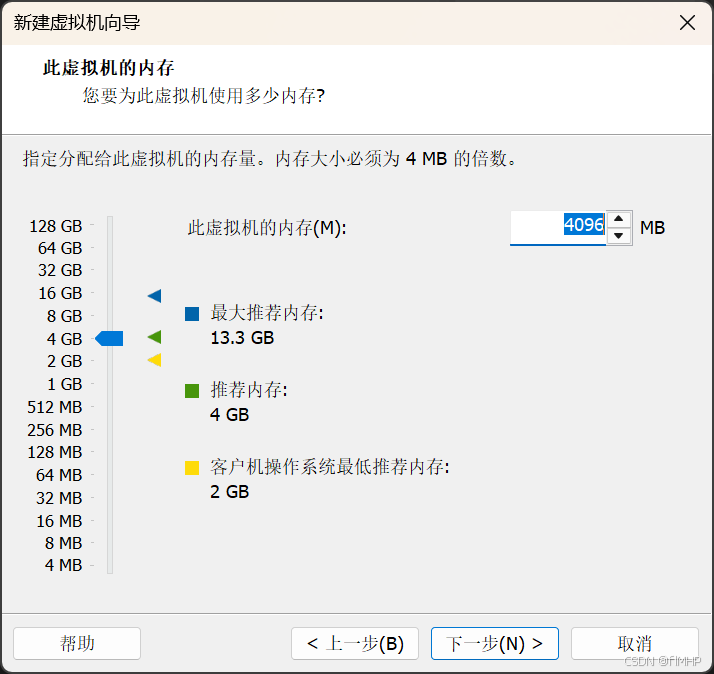 新建虚拟机向导
此虚拟机的内存
您要为此虚拟机使用多少内存?
指定分配给此虚拟机的内存量。内存大小必须为 4 MB 的倍数。
此虚拟机的内存(M):
4096 MB
128 GB
64 GB
32 GB
16 GB
8 GB
4 GB
2 GB
1 GB
512 MB
256 MB
128 MB
64 MB
32 MB
16 MB
8 MB
4 MB
最大推荐内存:
13.3 GB
推荐内存:
4 GB
客户机操作系统最低推荐内存:
2 GB
帮助
< 上一步(B)
下一步(N) >
取消
CSDN @fIMHP